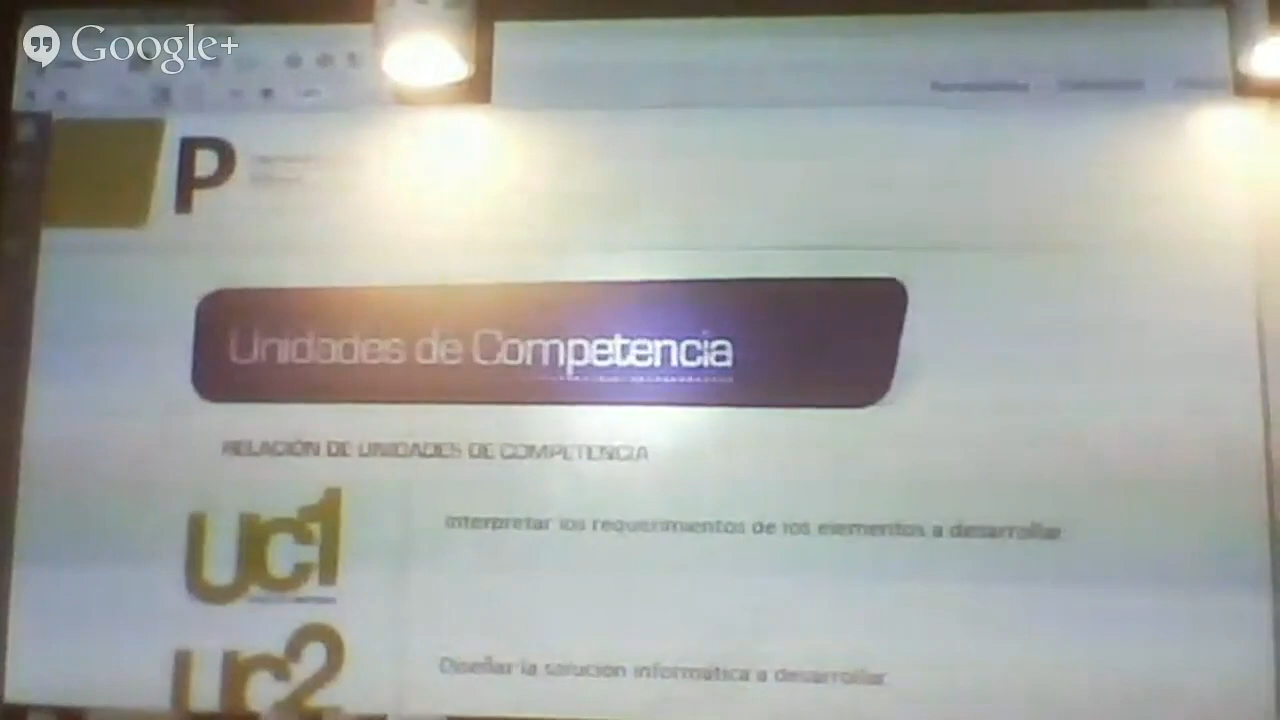 Google+
P
Unidades de Competencia
RELACIÓN DE UNIDADES DE COMPETENCIA
UC1
Interpretar los requerimientos de los elementos a desarrollar
UC2
Diseñar la solución informática a desarrollar